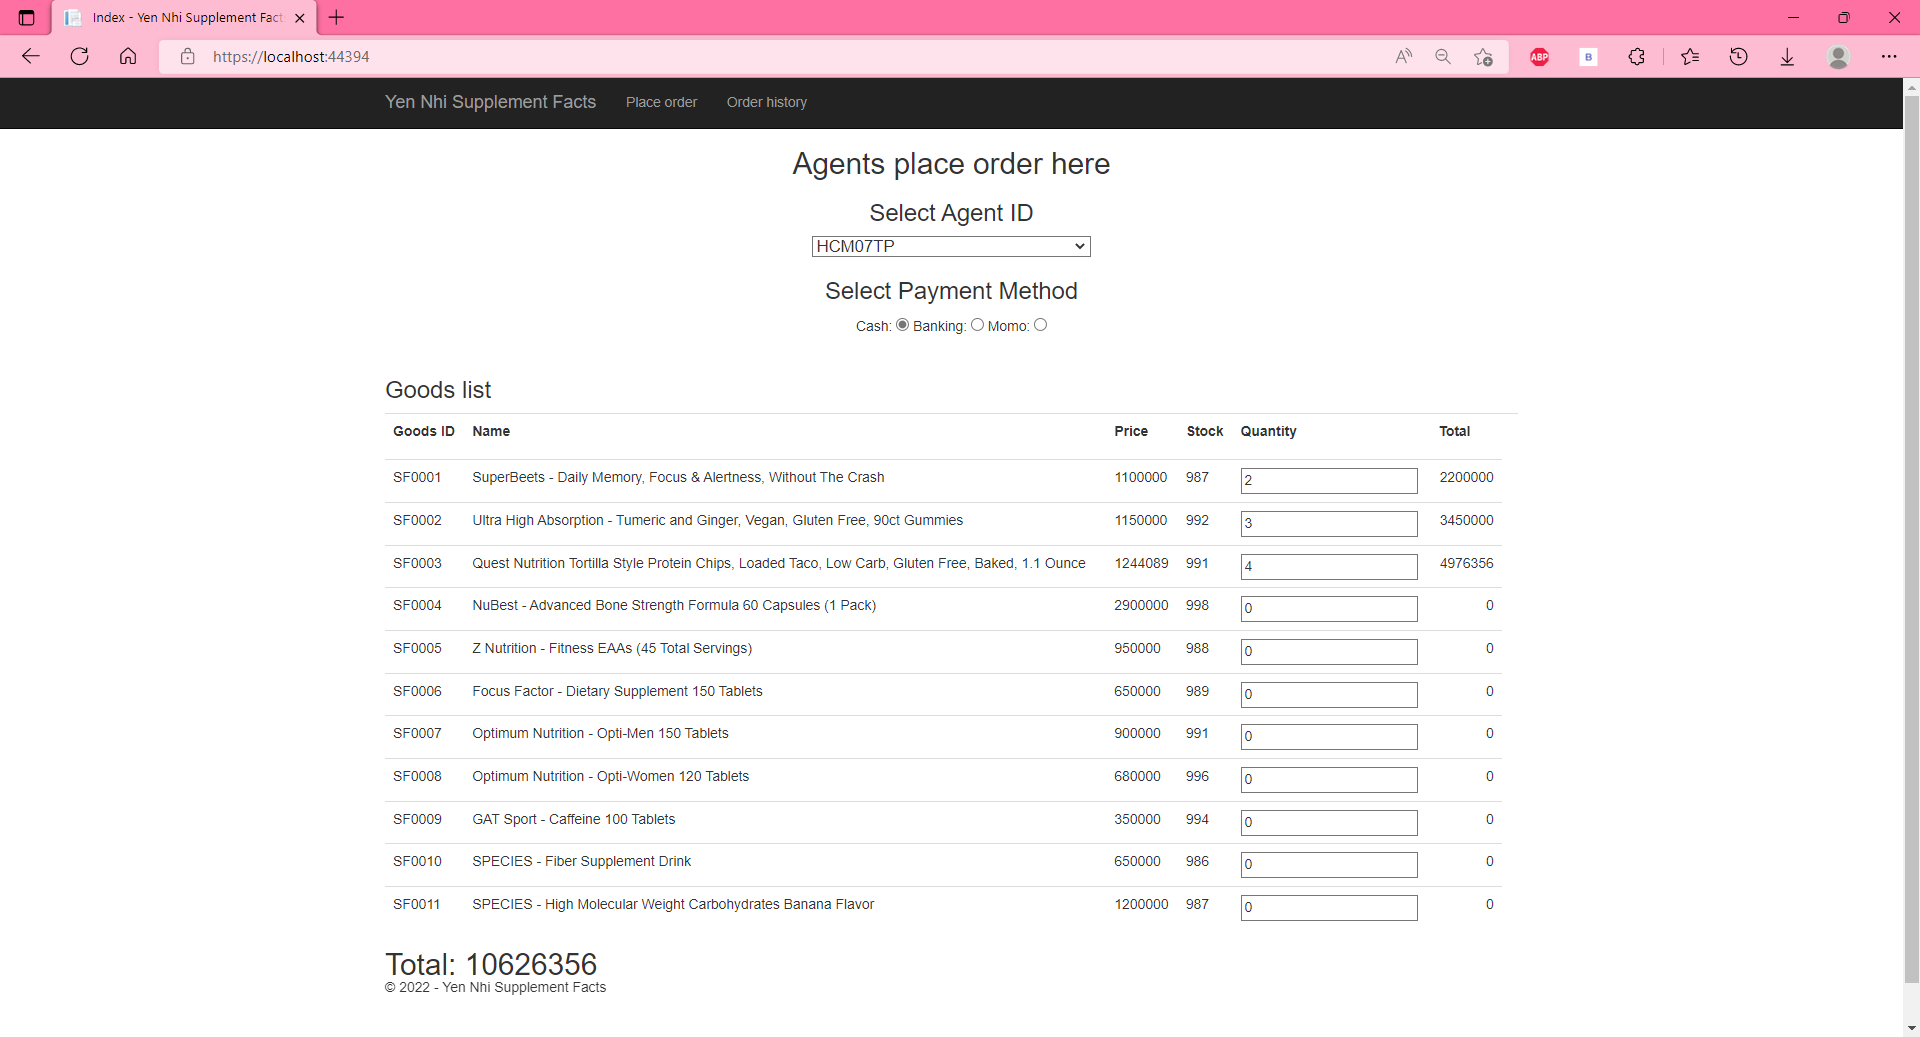 Index - Yen Nhi Supplement Fact
https://localhost:44394
ABP
B
Yen Nhi Supplement Facts Place order Order history
Agents place order here
Select Agent ID
HCM07TP
Select Payment Method
Cash: Banking: Momo:
Goods list
Goods ID Name Price Stock Quantity Total
SF0001 SuperBeets - Daily Memory, Focus & Alertness, Without The Crash 1100000 987 2 2200000
SF0002 Ultra High Absorption - Tumeric and Ginger, Vegan, Gluten Free, 90ct Gummies 1150000 992 3 3450000
SF0003 Quest Nutrition Tortilla Style Protein Chips, Loaded Taco, Low Carb, Gluten Free, Baked, 1.1 Ounce 1244089 991 4 4976356
SF0004 NuBest - Advanced Bone Strength Formula 60 Capsules (1 Pack) 2900000 998 0 0
SF0005 Z Nutrition - Fitness EAAs (45 Total Servings) 950000 988 0 0
SF0006 Focus Factor - Dietary Supplement 150 Tablets 650000 989 0 0
SF0007 Optimum Nutrition - Opti-Men 150 Tablets 900000 991 0 0
SF0008 Optimum Nutrition - Opti-Women 120 Tablets 680000 996 0 0
SF0009 GAT Sport - Caffeine 100 Tablets 350000 994 0 0
SF0010 SPECIES - Fiber Supplement Drink 650000 986 0 0
SF0011 SPECIES - High Molecular Weight Carbohydrates Banana Flavor 1200000 987 0 0
Total: 10626356
© 2022 - Yen Nhi Supplement Facts